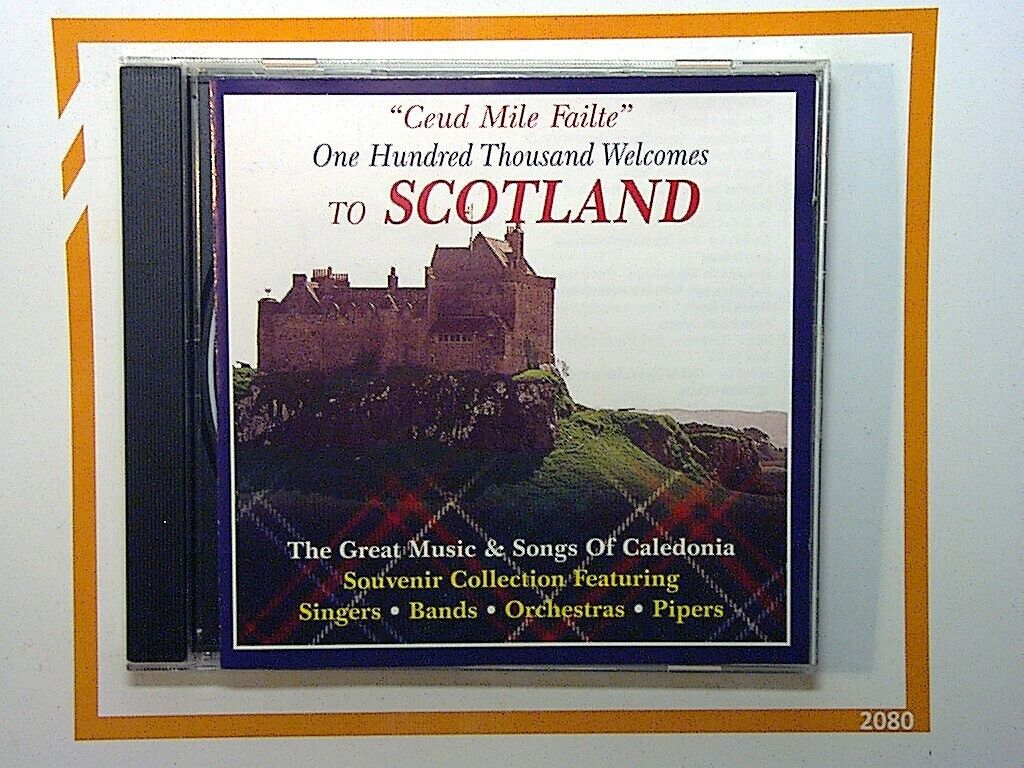 “Ceud Mile Failte”
One Hundred Thousand Welcomes
TO SCOTLAND
The Great Music & Songs Of Caledonia
Souvenir Collection Featuring
Singers • Bands • Orchestras • Pipers
2080